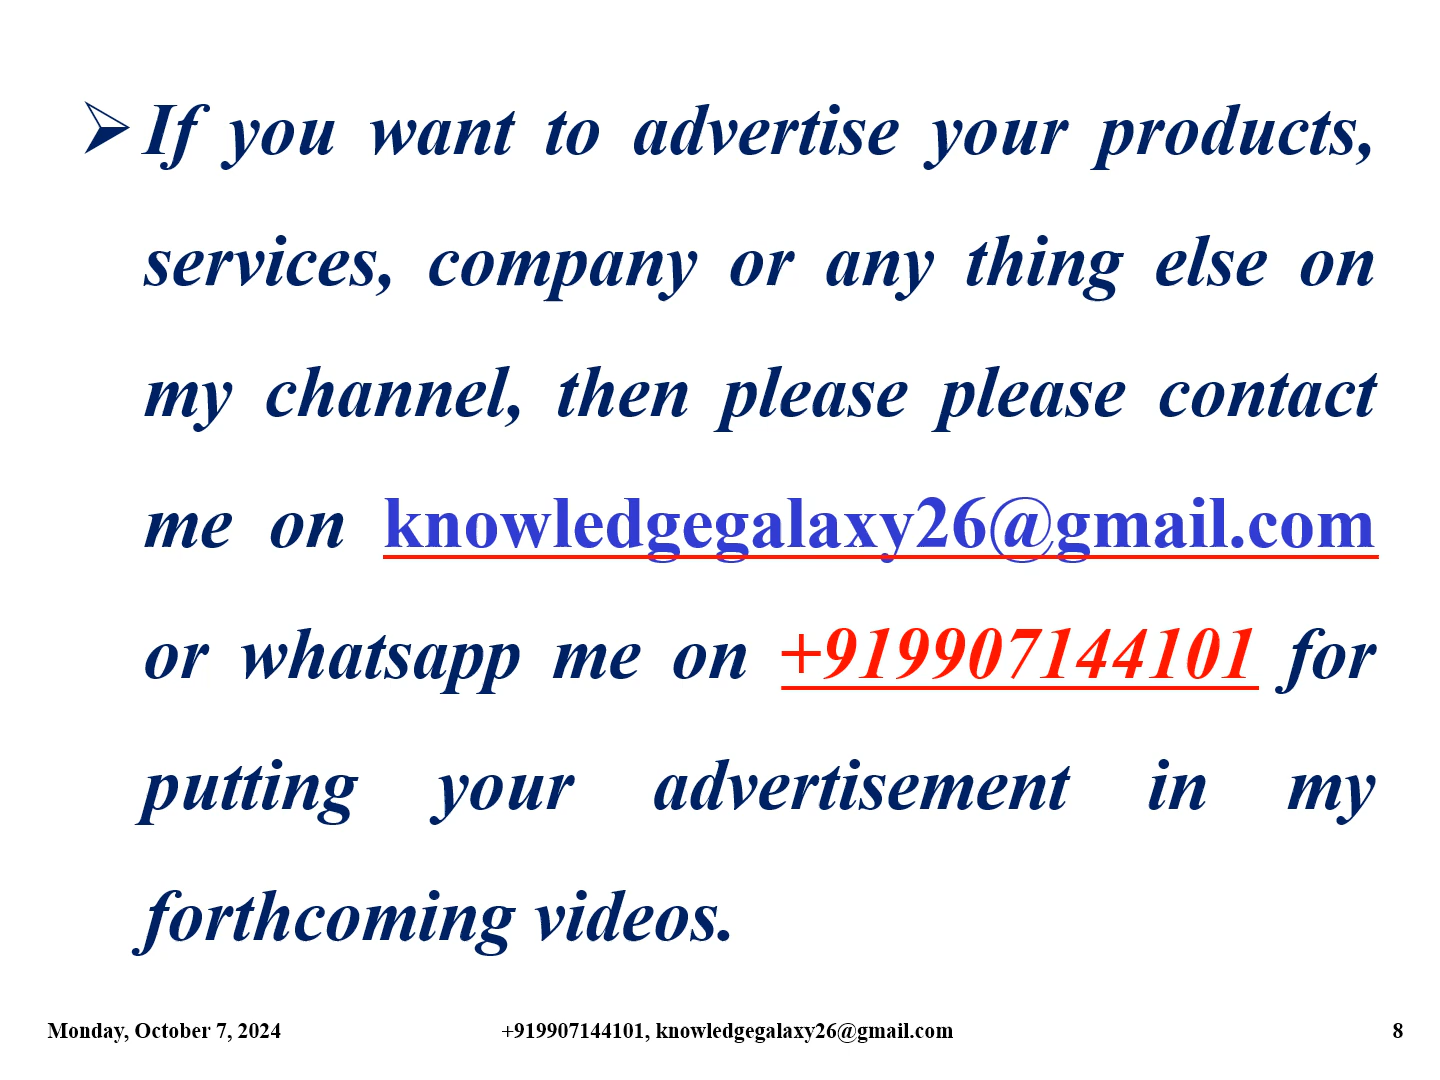 If you want to advertise your products,
services, company or any thing else on
my channel, then please please contact
me on knowledgegalaxy26@gmail.com
or whatsapp me on +919907144101 for
putting your advertisement in my
forthcoming videos.
Monday, October 7, 2024 +919907144101, knowledgegalaxy26@gmail.com 8